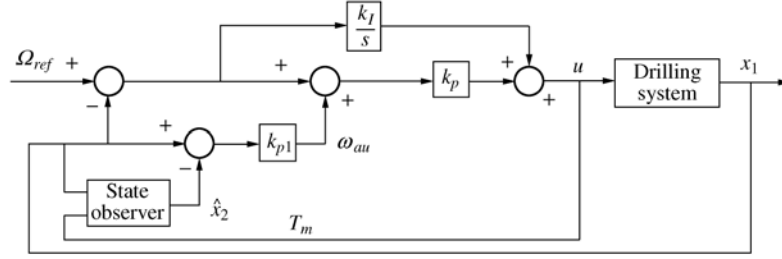 k_I
s
Ω_ref + + + + u Drilling system x_1
−
+
k_p
+
+
k_p1
ω_au
−
State observer
x̂_2
T_m